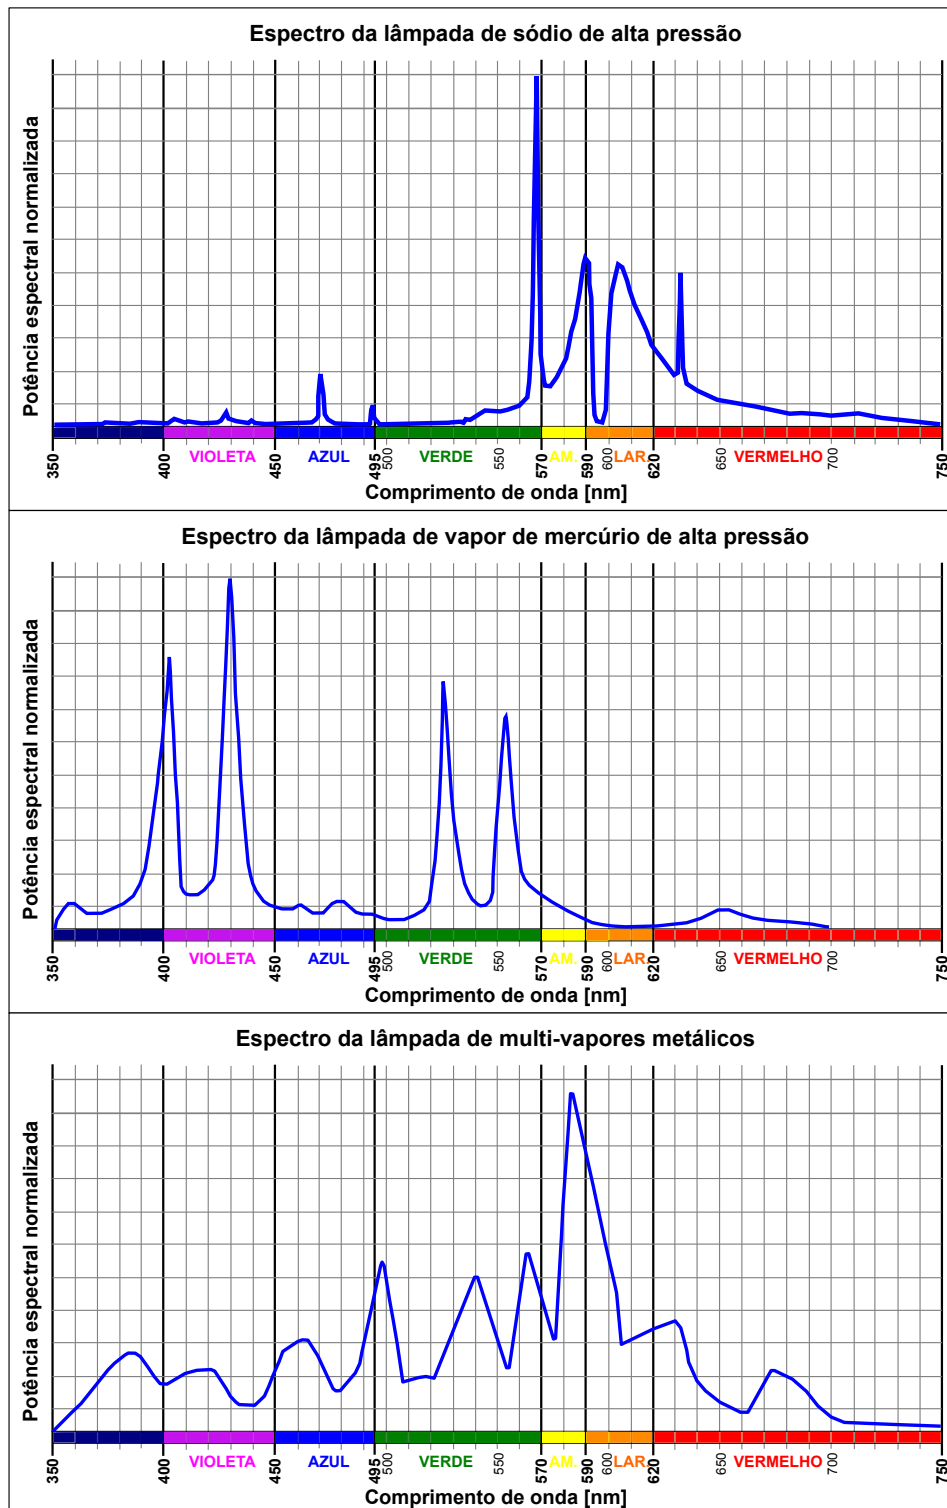 Espectro da lâmpada de sódio de alta pressão
Potência espectral normalizada
350 400 450 495 500 550 570 590 600 620 650 700 750
VIOLETA AZUL VERDE AM. LAR. VERMELHO
Comprimento de onda [nm]
Espectro da lâmpada de vapor de mercúrio de alta pressão
Potência espectral normalizada
350 400 450 495 500 550 570 590 600 620 650 700 750
VIOLETA AZUL VERDE AM. LAR. VERMELHO
Comprimento de onda [nm]
Espectro da lâmpada de multi-vapores metálicos
Potência espectral normalizada
350 400 450 495 500 550 570 590 600 620 650 700 750
VIOLETA AZUL VERDE AM. LAR. VERMELHO
Comprimento de onda [nm]